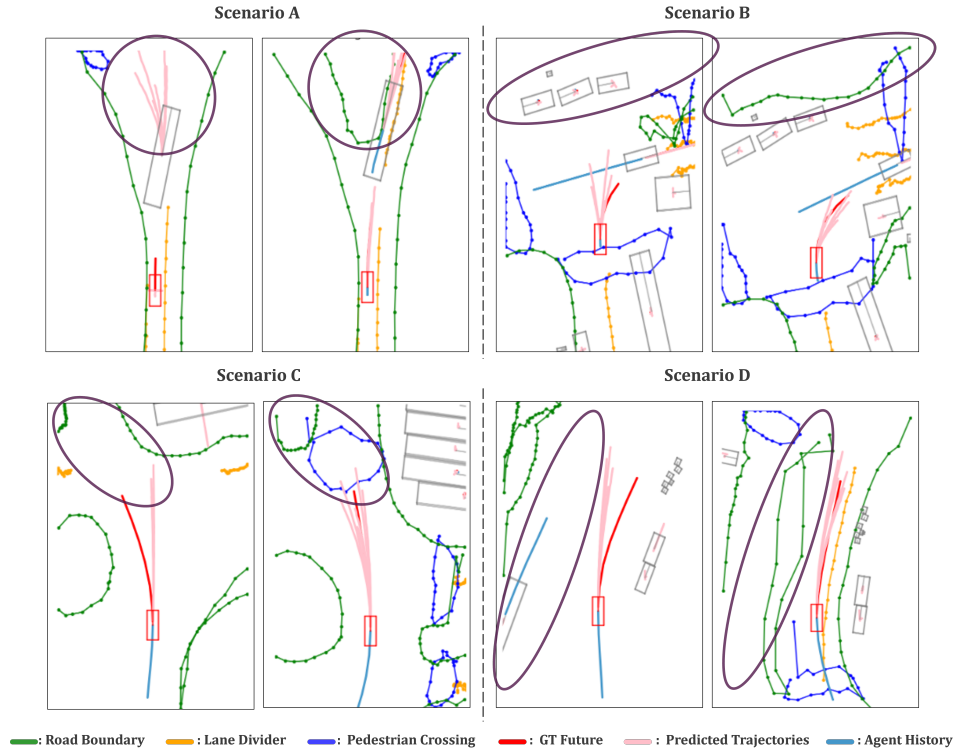 Scenario A
Scenario B
Scenario C
Scenario D
: Road Boundary : Lane Divider : Pedestrian Crossing : GT Future : Predicted Trajectories : Agent History